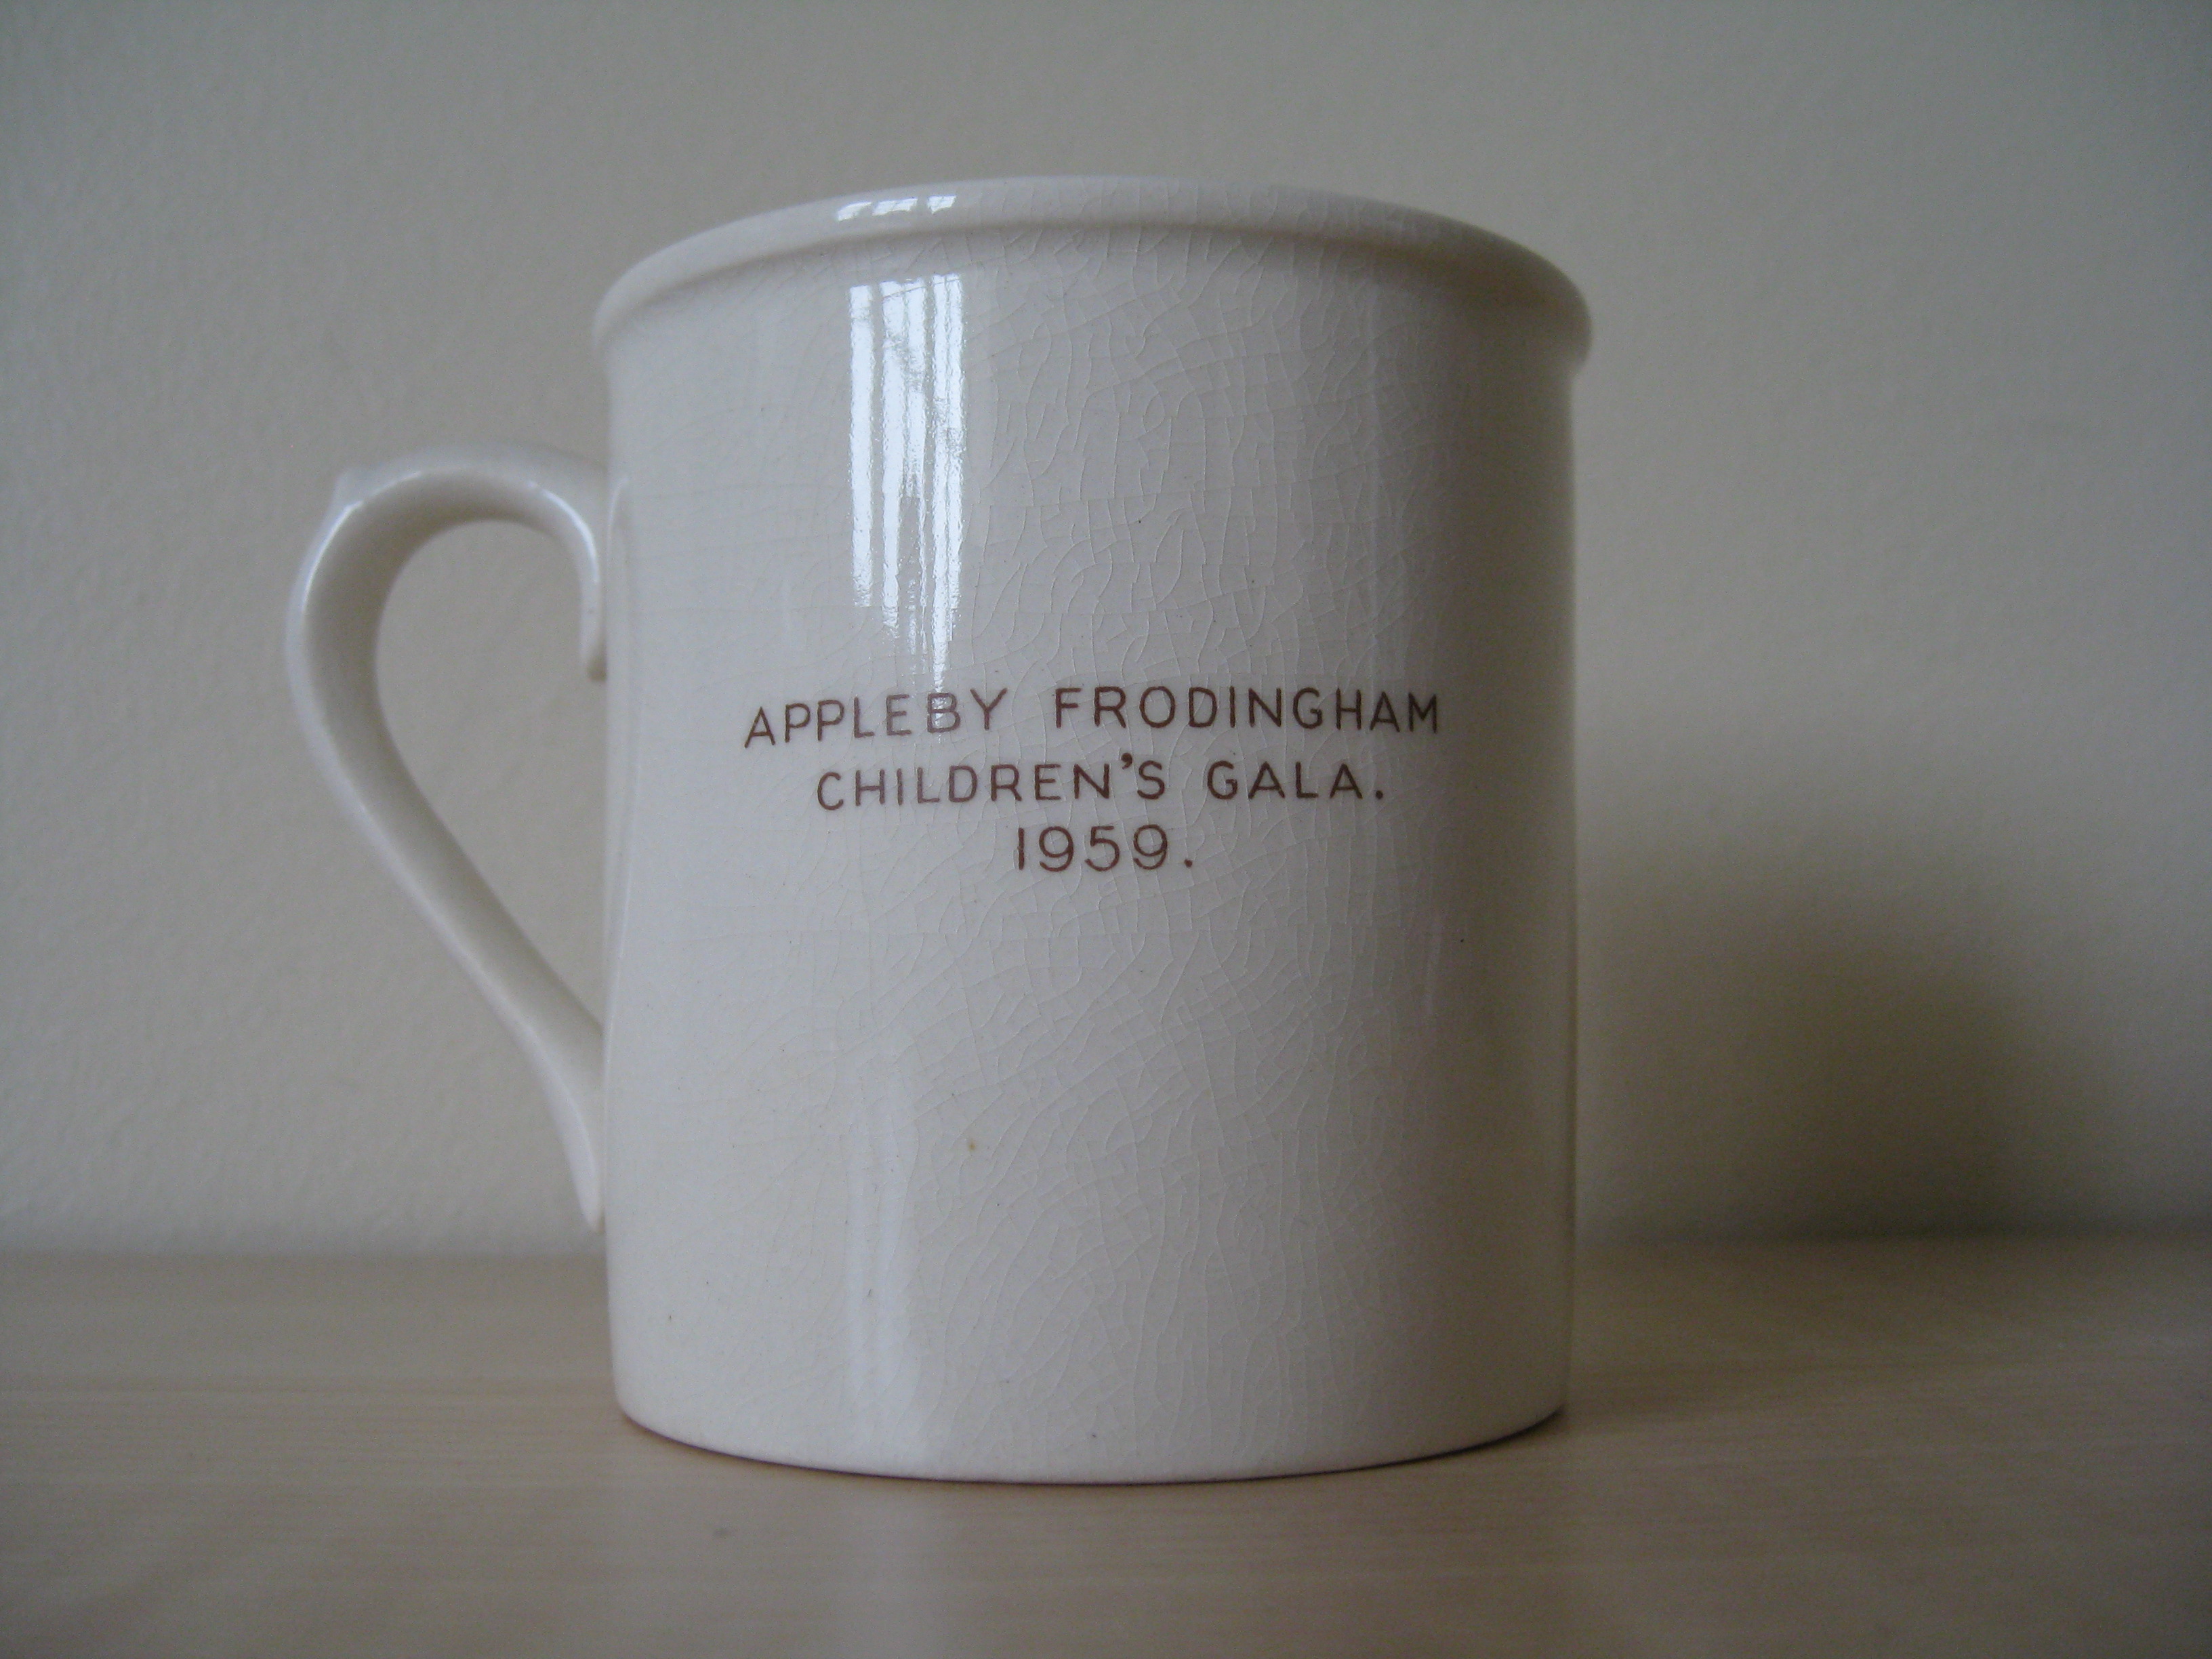 APPLEBY FRODINGHAM
CHILDREN'S GALA.
1959.